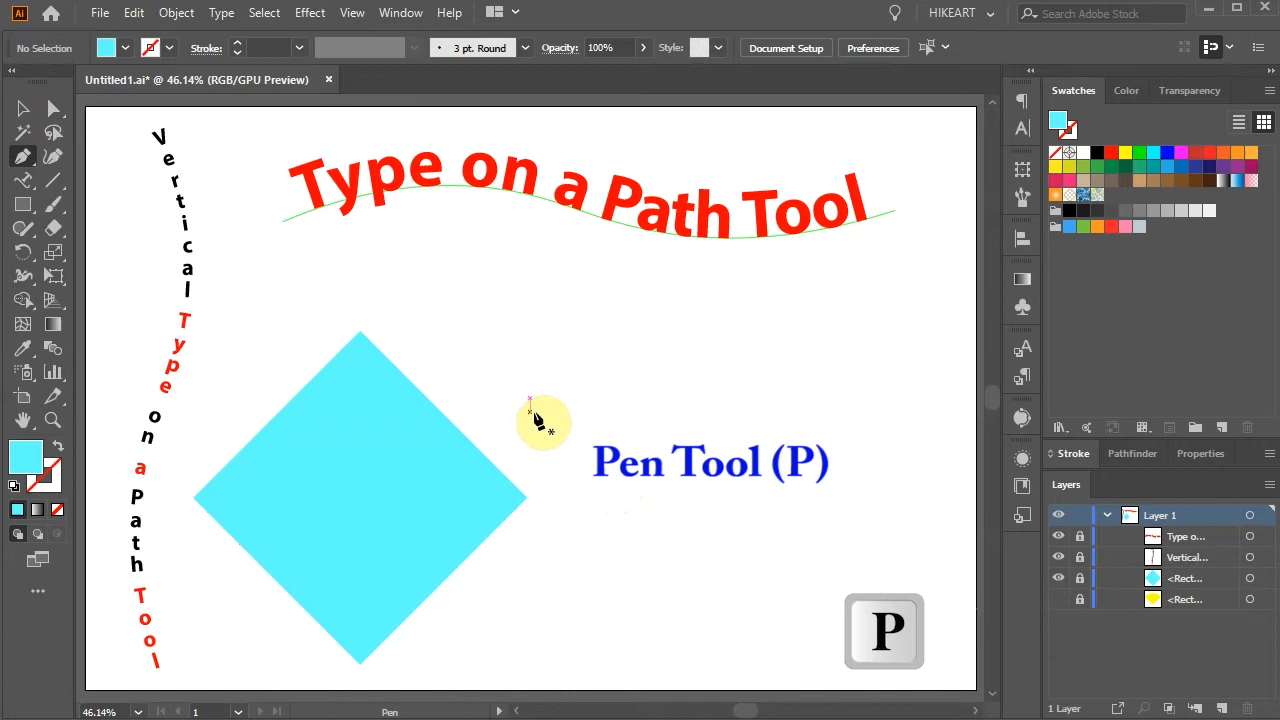 Ai File Edit Object Type Select Effect View Window Help HIKEART Search Adobe Stock
No Selection Stroke: 3 pt. Round Opacity: 100% Style: Document Setup Preferences
Untitled1.ai* @ 46.14% (RGB/GPU Preview)
Swatches Color Transparency
Type on a Path Tool
Vertical Type on a Path Tool
Pen Tool (P)
P
Stroke Pathfinder Properties
Layers
Layer 1
Type o...
Vertical...
<Rect...
<Rect...
1 Layer
46.14% 1 Pen